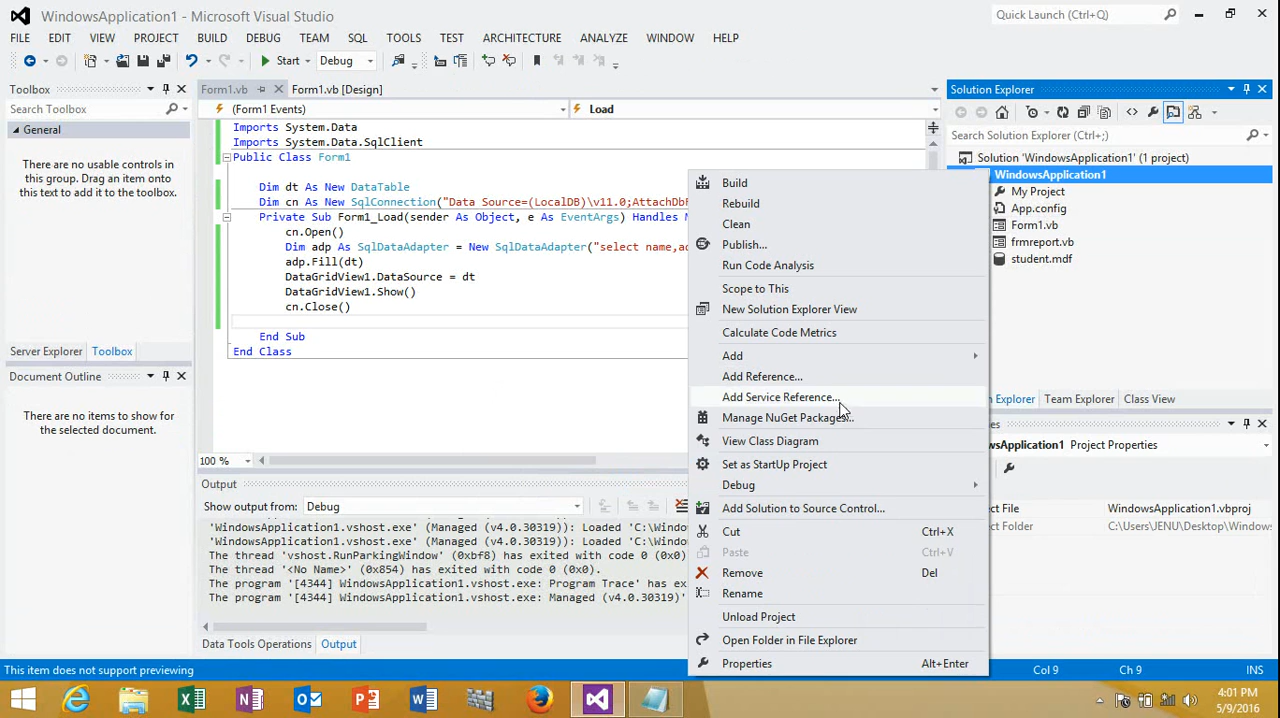 WindowsApplication1 - Microsoft Visual Studio
Quick Launch (Ctrl+Q)
FILE EDIT VIEW PROJECT BUILD DEBUG TEAM SQL TOOLS TEST ARCHITECTURE ANALYZE WINDOW HELP
Start Debug
Toolbox
Search Toolbox
General
There are no usable controls in
this group. Drag an item onto
this text to add it to the toolbox.
Server Explorer Toolbox
Document Outline
There are no items to show for
the selected document.
Form1.vb Form1.vb [Design]
(Form1 Events) Load
Imports System.Data
Imports System.Data.SqlClient
Public Class Form1
Dim dt As New DataTable
Dim cn As New SqlConnection("Data Source=(LocalDB)\v11.0;AttachDbF
Private Sub Form1_Load(sender As Object, e As EventArgs) Handles M
cn.Open()
Dim adp As SqlDataAdapter = New SqlDataAdapter("select name,ad
adp.Fill(dt)
DataGridView1.DataSource = dt
DataGridView1.Show()
cn.Close()
End Sub
End Class
100 %
Output
Show output from: Debug
'WindowsApplication1.vshost.exe' (Managed (v4.0.30319)): Loaded 'C:\Wind
'WindowsApplication1.vshost.exe' (Managed (v4.0.30319)): Loaded 'C:\Wind
The thread 'vshost.RunParkingWindow' (0xbf8) has exited with code 0 (0x0
The thread '<No Name>' (0x854) has exited with code 0 (0x0).
The program '[4344] WindowsApplication1.vshost.exe: Program Trace' has ex
The program '[4344] WindowsApplication1.vshost.exe: Managed (v4.0.30319)'
Data Tools Operations Output
Build
Rebuild
Clean
Publish...
Run Code Analysis
Scope to This
New Solution Explorer View
Calculate Code Metrics
Add
Add Reference...
Add Service Reference...
Manage NuGet Packages...
View Class Diagram
Set as StartUp Project
Debug
Add Solution to Source Control...
Cut Ctrl+X
Paste Ctrl+V
Remove Del
Rename
Unload Project
Open Folder in File Explorer
Properties Alt+Enter
Solution Explorer
Search Solution Explorer (Ctrl+;)
Solution 'WindowsApplication1' (1 project)
WindowsApplication1
My Project
App.config
Form1.vb
frmreport.vb
student.mdf
Explorer Team Explorer Class View
WindowsApplication1 Project Properties
ct File WindowsApplication1.vbproj
ct Folder C:\Users\JENU\Desktop\Windows
This item does not support previewing
Col 9 Ch 9 INS
4:01 PM
5/9/2016